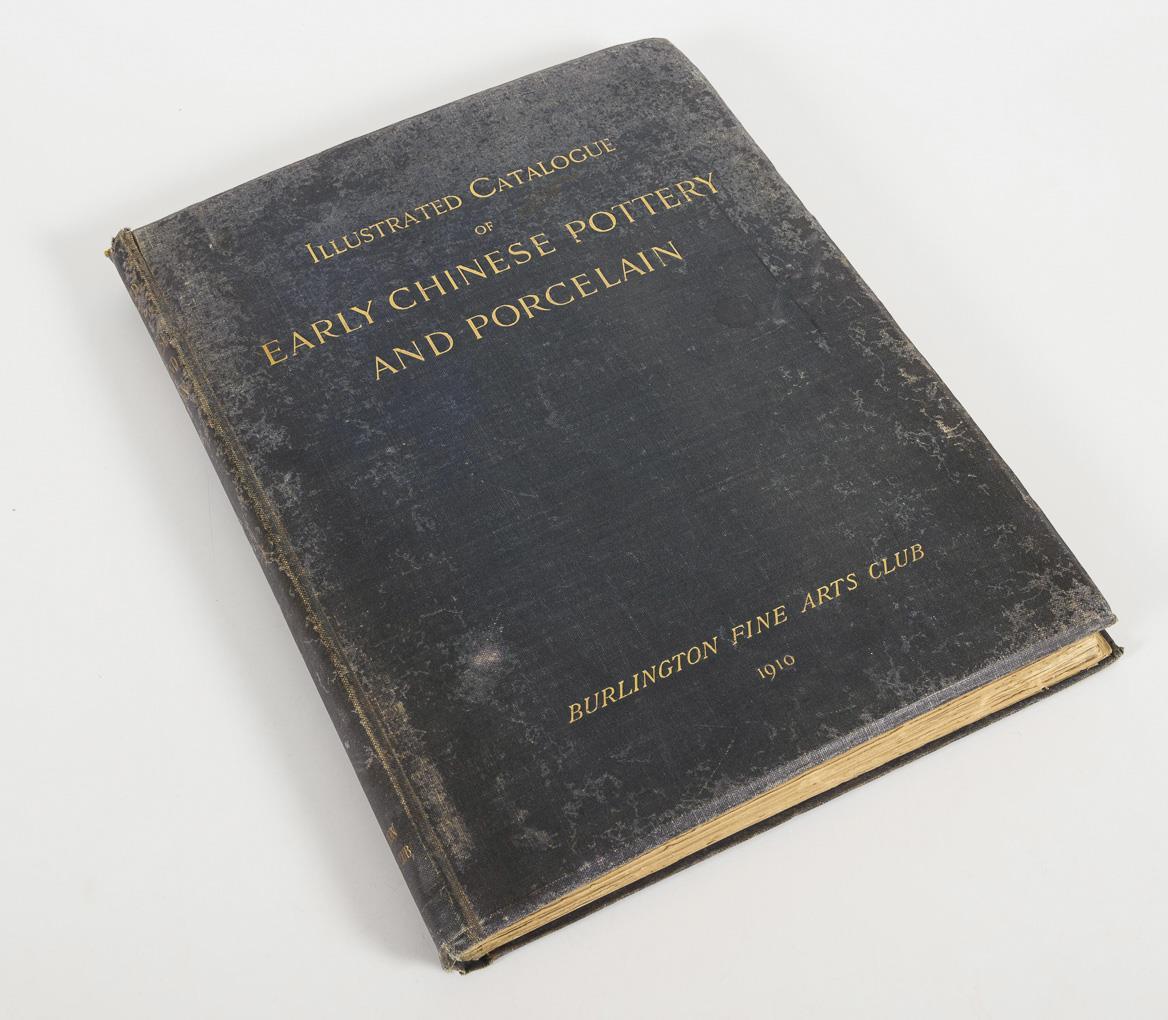 Illustrated Catalogue
OF
EARLY CHINESE POTTERY
AND PORCELAIN
BURLINGTON FINE ARTS CLUB
1910